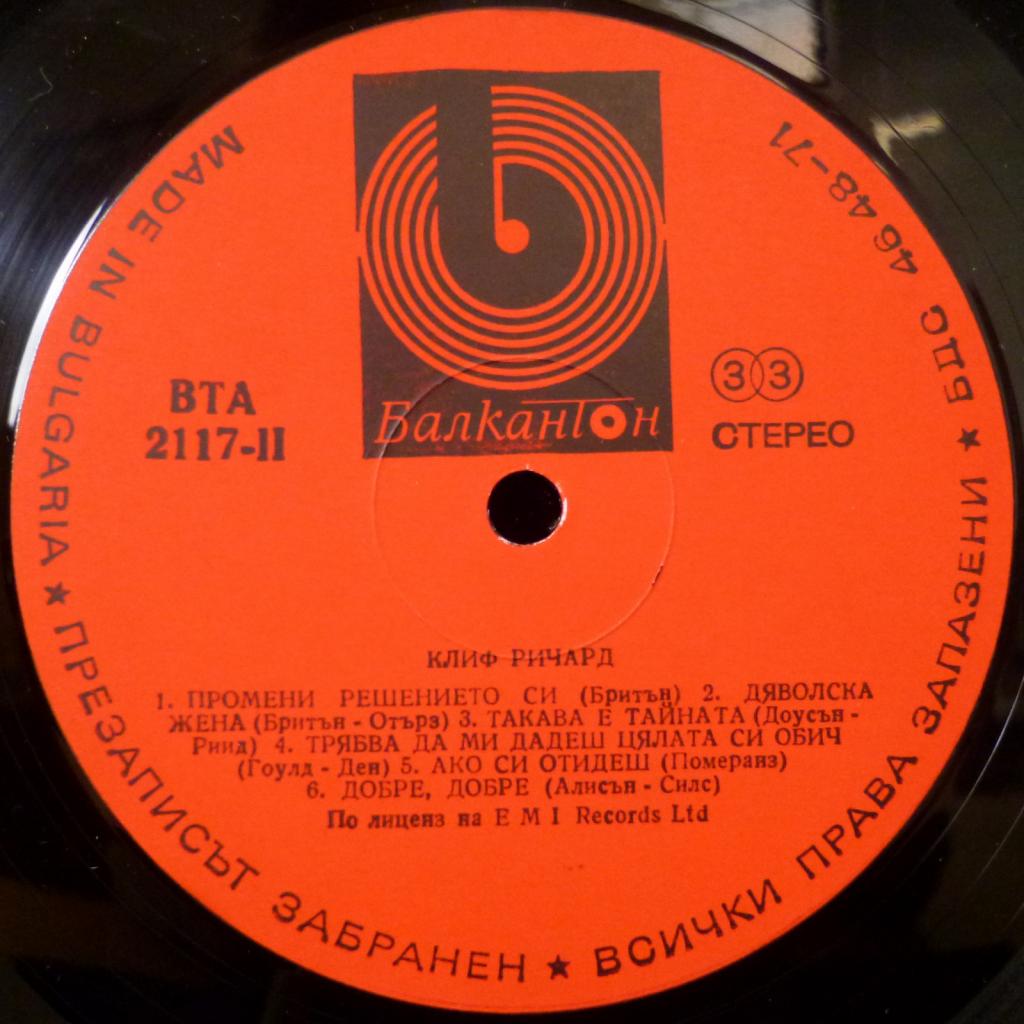 БалканТон
ВТА
2117-II
33
СТЕРЕО
КЛИФ РИЧАРД
1. ПРОМЕНИ РЕШЕНИЕТО СИ (Бритън) 2. ДЯВОЛСКА
ЖЕНА (Бритън - Отърз) 3. ТАКАВА Е ТАЙНАТА (Доусън -
Риид) 4. ТРЯБВА ДА МИ ДАДЕШ ЦЯЛАТА СИ ОБИЧ
(Гоулд - Ден) 5. АКО СИ ОТИДЕШ (Померанз)
6. ДОБРЕ, ДОБРЕ (Алисън - Силс)
По лиценз на E M I Records Ltd
MADE IN BULGARIA ★ ПРЕЗАПИСЪТ ЗАБРАНЕН ★ ВСИЧКИ ПРАВА ЗАПАЗЕНИ ★ БДС 4648-71